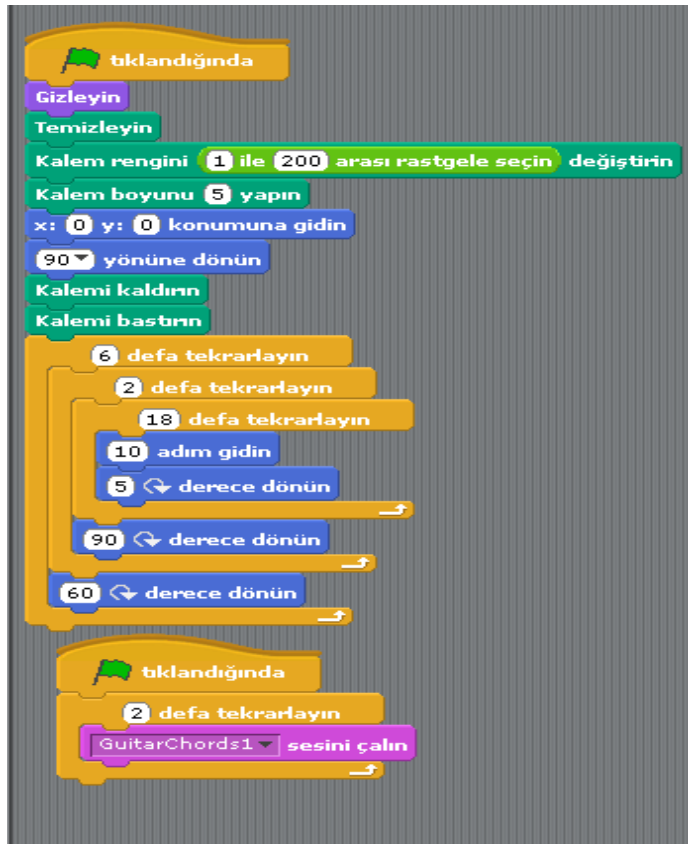 tıklandığında
Gizleyin
Temizleyin
Kalem rengini 1 ile 200 arası rastgele seçin değiştirin
Kalem boyunu 5 yapın
x: 0 y: 0 konumuna gidin
90 yönüne dönün
Kalemi kaldırın
Kalemi bastırın
6 defa tekrarlayın
2 defa tekrarlayın
18 defa tekrarlayın
10 adım gidin
5 derece dönün
90 derece dönün
60 derece dönün
tıklandığında
2 defa tekrarlayın
GuitarChords1 sesini çalın